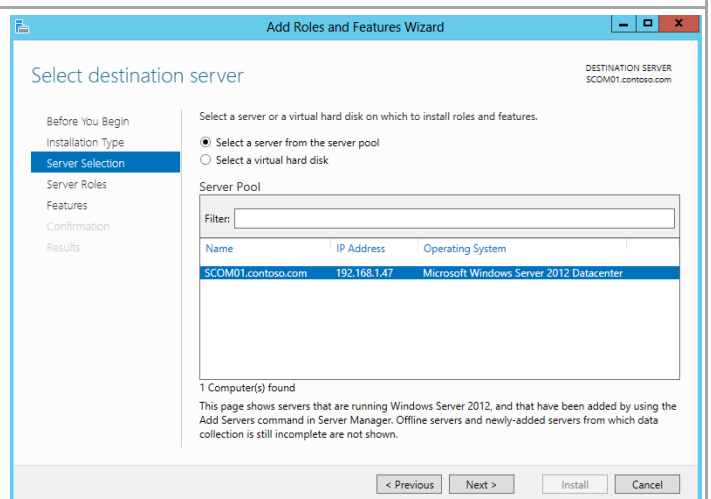 Add Roles and Features Wizard
Select destination server
DESTINATION SERVER
SCOM01.contoso.com
Before You Begin
Installation Type
Server Selection
Server Roles
Features
Confirmation
Results
Select a server or a virtual hard disk on which to install roles and features.
Select a server from the server pool
Select a virtual hard disk
Server Pool
Filter:
Name IP Address Operating System
SCOM01.contoso.com 192.168.1.47 Microsoft Windows Server 2012 Datacenter
1 Computer(s) found
This page shows servers that are running Windows Server 2012, and that have been added by using the
Add Servers command in Server Manager. Offline servers and newly-added servers from which data
collection is still incomplete are not shown.
< Previous Next > Install Cancel